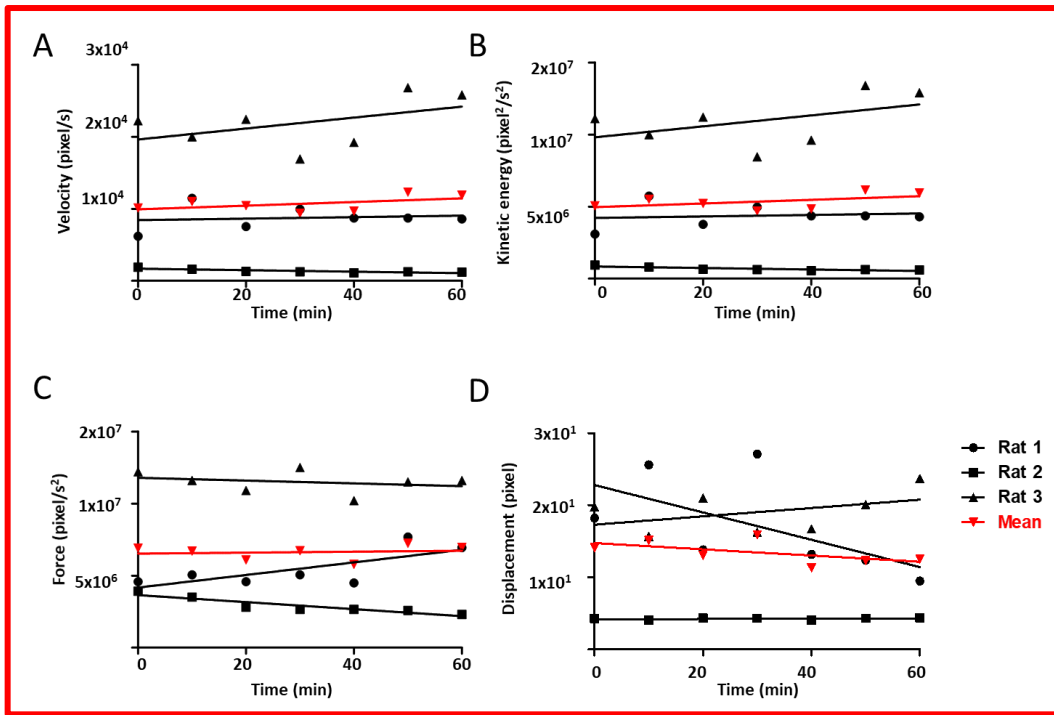 A
3x10⁴
2x10⁴
1x10⁴
Velocity (pixel/s)
0 20 40 60
Time (min)
B
2x10⁷
1x10⁷
5x10⁶
Kinetic energy (pixel²/s²)
0 20 40 60
Time (min)
C
2x10⁷
1x10⁷
5x10⁶
Force (pixel/s²)
0 20 40 60
Time (min)
D
3x10¹
2x10¹
1x10¹
Displacement (pixel)
0 20 40 60
Time (min)
Rat 1
Rat 2
Rat 3
Mean